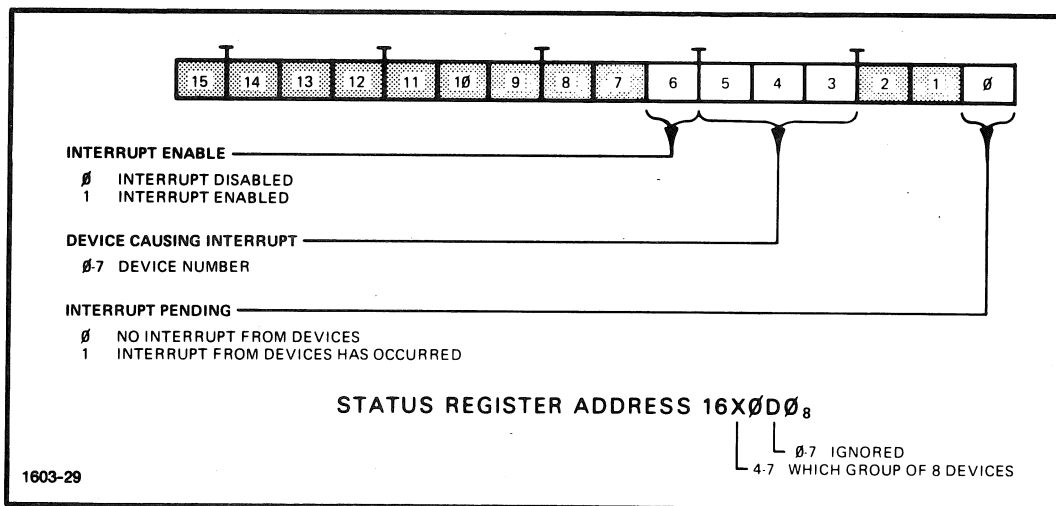 15 14 13 12 11 1Ø 9 8 7 6 5 4 3 2 1 Ø
INTERRUPT ENABLE
Ø INTERRUPT DISABLED
1 INTERRUPT ENABLED
DEVICE CAUSING INTERRUPT
Ø-7 DEVICE NUMBER
INTERRUPT PENDING
Ø NO INTERRUPT FROM DEVICES
1 INTERRUPT FROM DEVICES HAS OCCURRED
STATUS REGISTER ADDRESS 16XØDØ₈
Ø-7 IGNORED
4-7 WHICH GROUP OF 8 DEVICES
1603-29